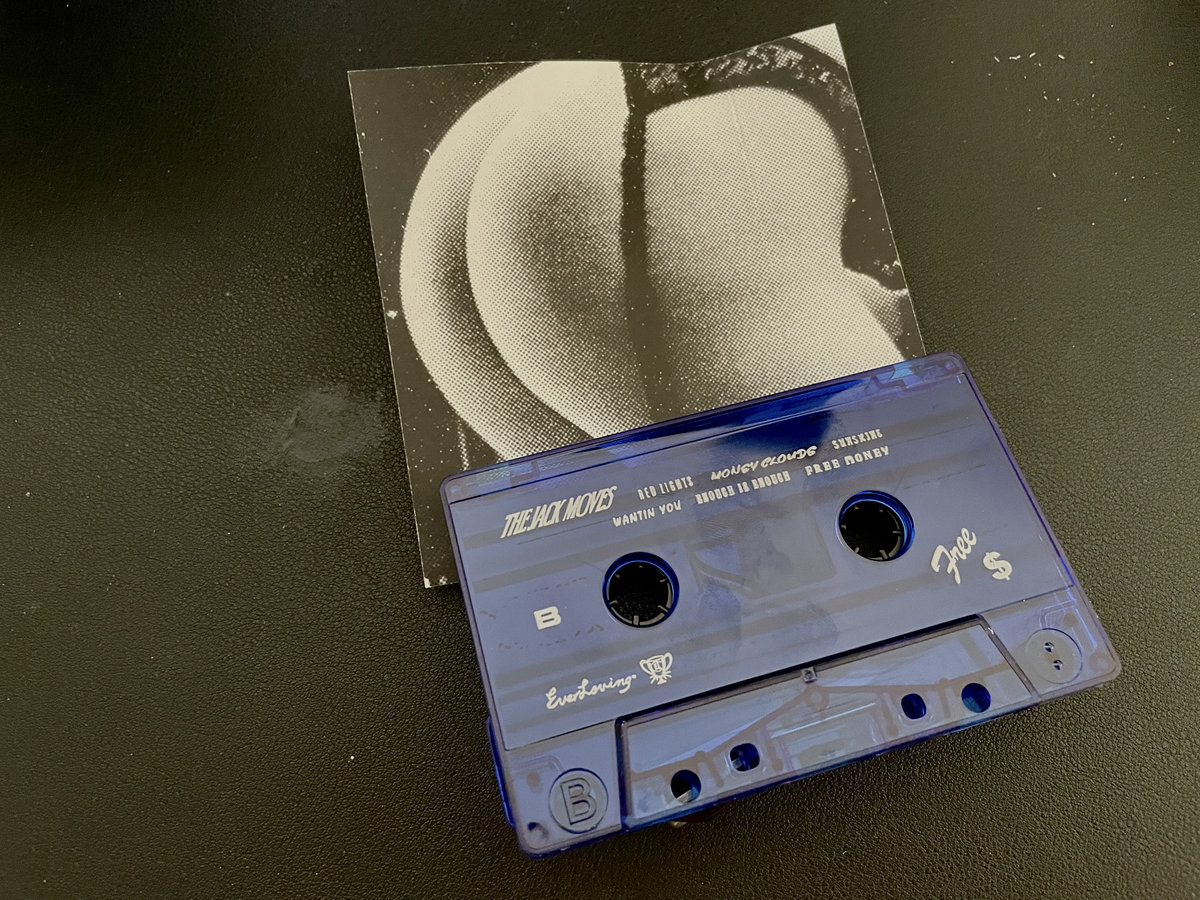 THE JACK MOVES RED LIGHTS MONEY CLOUDS SUNSHINE
WANTIN YOU ENOUGH IS ENOUGH FREE MONEY
Free
$
B
EverLoving
B